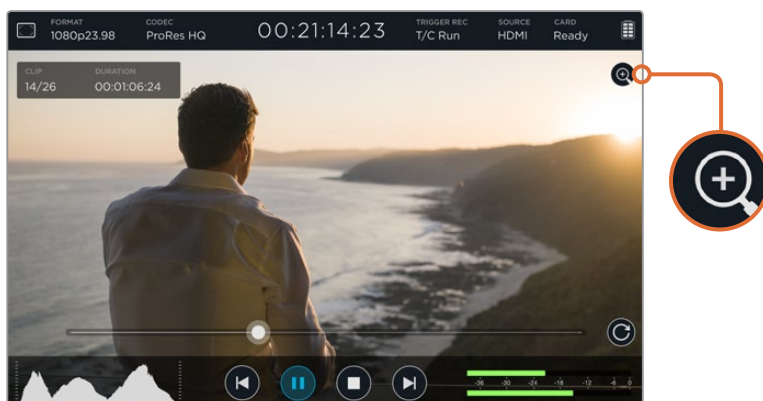 FORMAT CODEC 00:21:14:23 TRIGGER REC SOURCE CARD
1080p23.98 ProRes HQ T/C Run HDMI Ready
CLIP DURATION
14/26 00:01:06:24
-36 -30 -24 -18 -12 -6 0